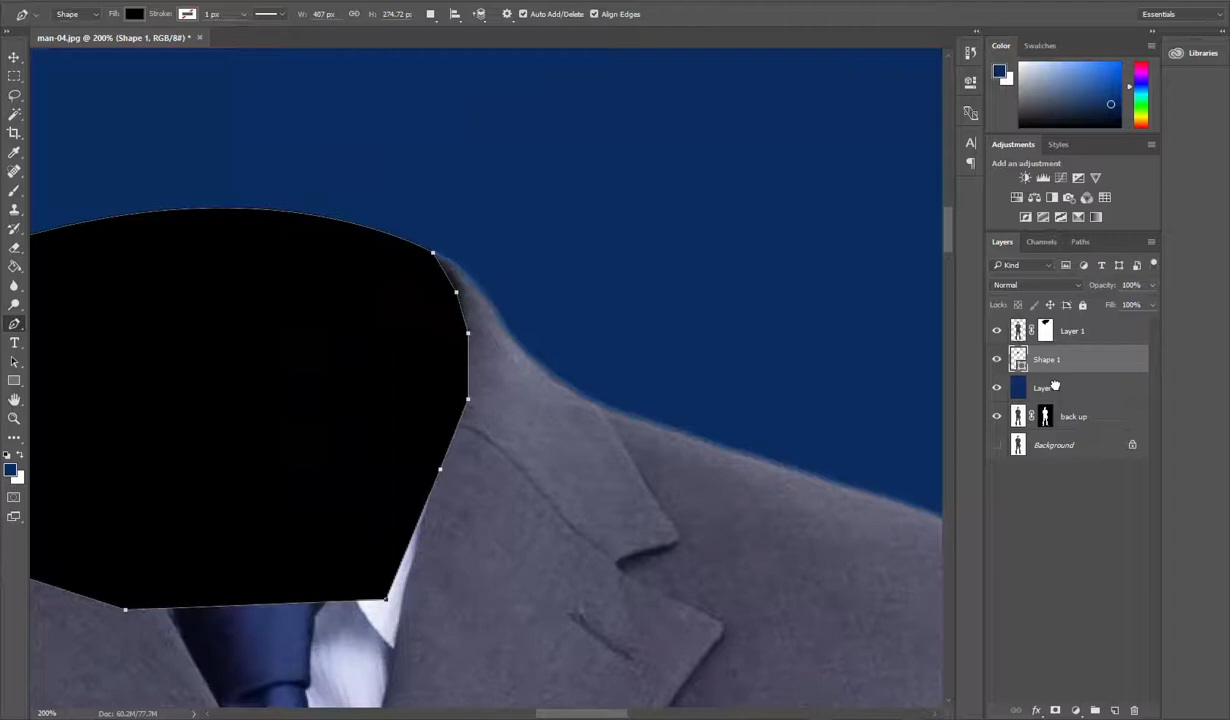 Shape Fill: Stroke: 1 px W: 407 px H: 274.72 px Auto Add/Delete Align Edges Essentials
man-04.jpg @ 200% (Shape 1, RGB/8#) * ×
Color Swatches
Libraries
Adjustments Styles
Add an adjustment
Layers Channels Paths
Kind
Normal Opacity: 100%
Lock: Fill: 100%
Layer 1
Shape 1
Layer
back up
Background
200% Doc: 60.2M/77.7M